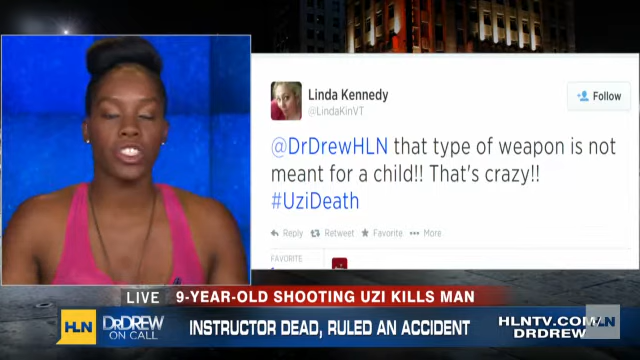 Linda Kennedy
@LindaKinVT
Follow
@DrDrewHLN that type of weapon is not
meant for a child!! That's crazy!!
#UziDeath
Reply Retweet Favorite More
FAVORITE
LIVE 9-YEAR-OLD SHOOTING UZI KILLS MAN
HLN DRDREW ON CALL INSTRUCTOR DEAD, RULED AN ACCIDENT
HLNTV.COM/
DRDREW
HLN